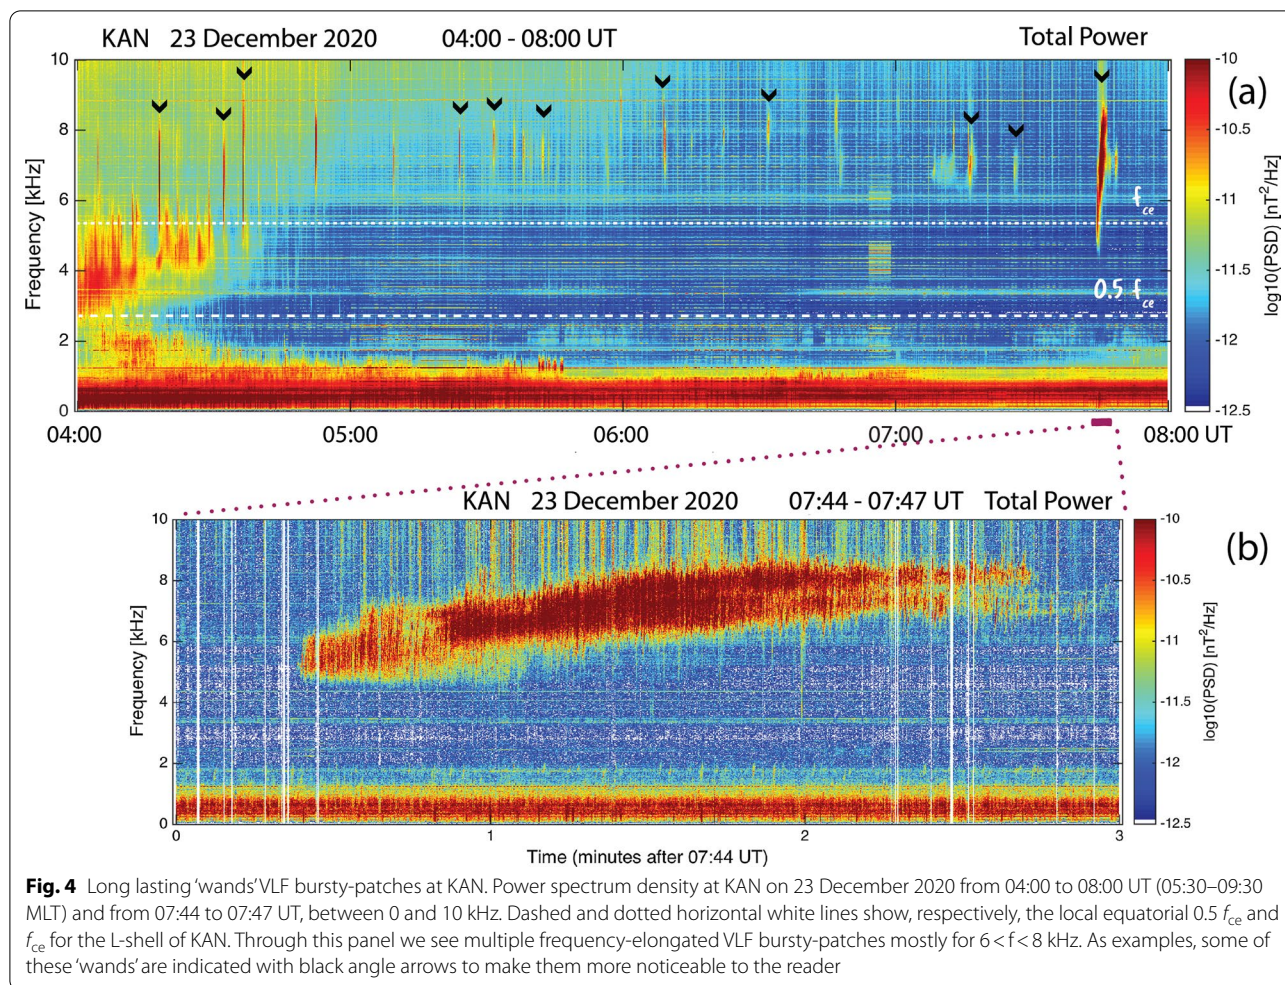 KAN 23 December 2020 04:00 - 08:00 UT Total Power
(a)
Frequency [kHz]
10
8
6
4
2
0
f_ce
0.5 f_ce
04:00 05:00 06:00 07:00 08:00 UT
-10
-10.5
-11
-11.5
-12
-12.5
log10(PSD) [nT²/Hz]
KAN 23 December 2020 07:44 - 07:47 UT Total Power
(b)
Frequency [kHz]
10
8
6
4
2
0
0 1 2 3
Time (minutes after 07:44 UT)
-10
-10.5
-11
-11.5
-12
-12.5
log10(PSD) [nT²/Hz]
Fig. 4 Long lasting ‘wands’ VLF bursty-patches at KAN. Power spectrum density at KAN on 23 December 2020 from 04:00 to 08:00 UT (05:30–09:30
MLT) and from 07:44 to 07:47 UT, between 0 and 10 kHz. Dashed and dotted horizontal white lines show, respectively, the local equatorial 0.5 f_ce and
f_ce for the L-shell of KAN. Through this panel we see multiple frequency-elongated VLF bursty-patches mostly for 6 < f < 8 kHz. As examples, some of
these ‘wands’ are indicated with black angle arrows to make them more noticeable to the reader